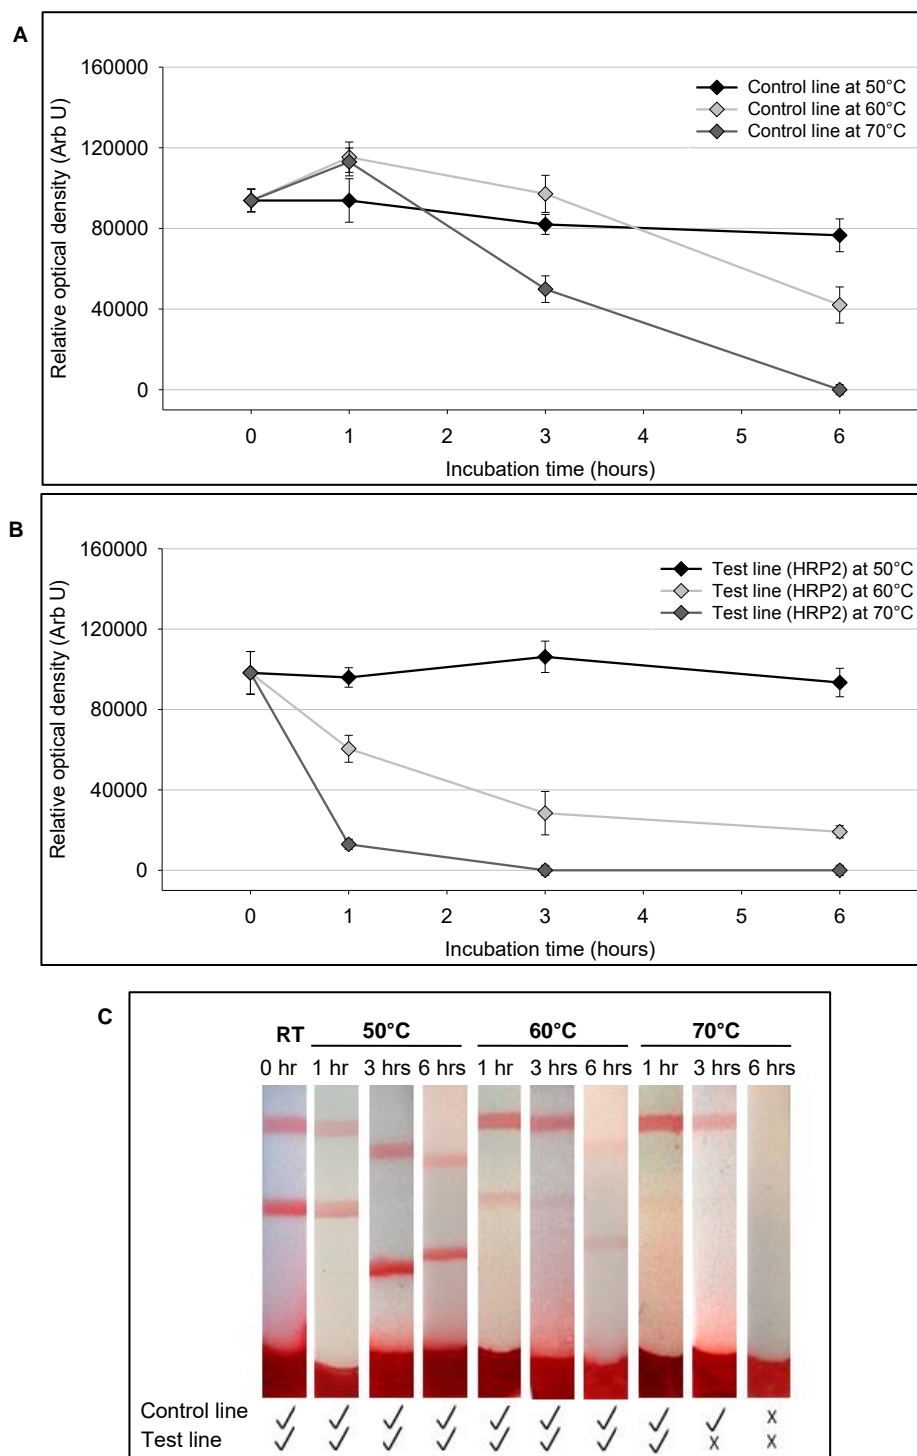 A
Relative optical density (Arb U)
160000
120000
80000
40000
0
Control line at 50°C
Control line at 60°C
Control line at 70°C
0 1 2 3 4 5 6
Incubation time (hours)
B
Relative optical density (Arb U)
160000
120000
80000
40000
0
Test line (HRP2) at 50°C
Test line (HRP2) at 60°C
Test line (HRP2) at 70°C
0 1 2 3 4 5 6
Incubation time (hours)
C
RT 50°C 60°C 70°C
0 hr 1 hr 3 hrs 6 hrs 1 hr 3 hrs 6 hrs 1 hr 3 hrs 6 hrs
Control line ✓ ✓ ✓ ✓ ✓ ✓ ✓ ✓ ✓ x
Test line ✓ ✓ ✓ ✓ ✓ ✓ ✓ ✓ x x